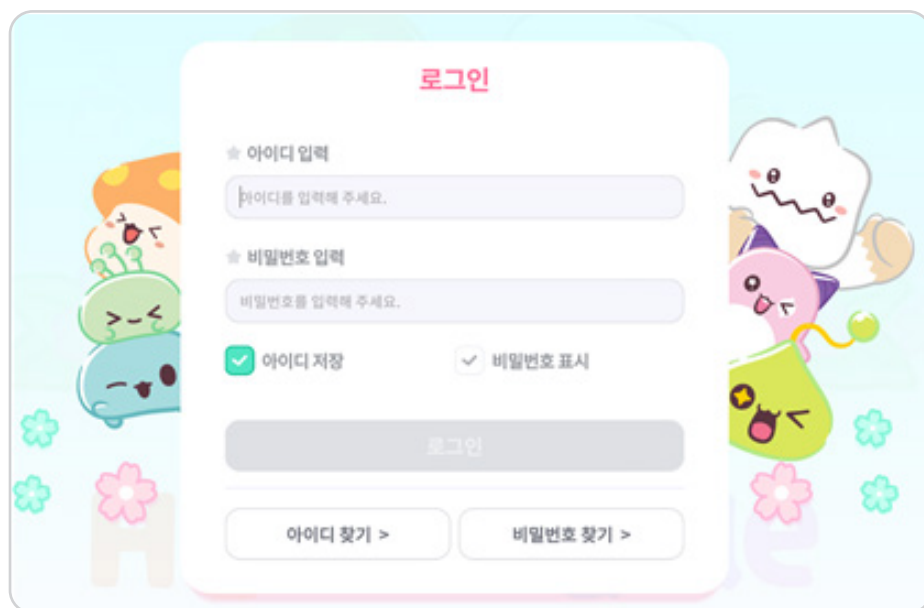 로그인
아이디 입력
아이디를 입력해 주세요.
비밀번호 입력
비밀번호를 입력해 주세요.
아이디 저장
비밀번호 표시
로그인
아이디 찾기 >
비밀번호 찾기 >